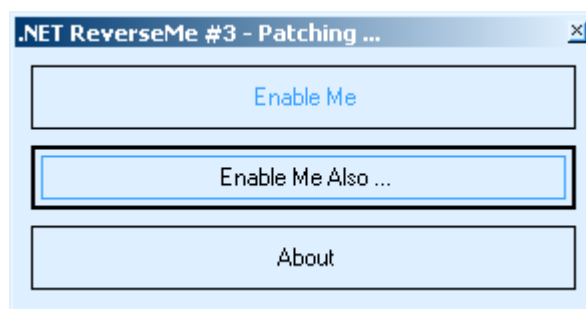 .NET ReverseMe #3 - Patching ...
Enable Me
Enable Me Also ...
About